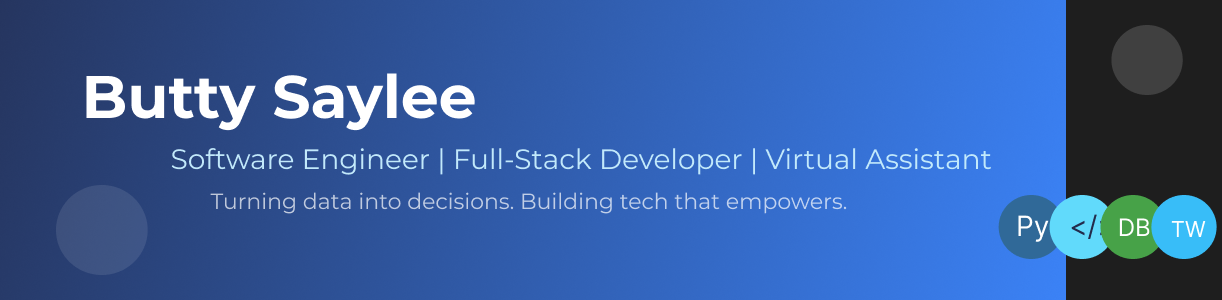 Butty Saylee
Software Engineer | Full-Stack Developer | Virtual Assistant
Turning data into decisions. Building tech that empowers.
Py </ DB TW